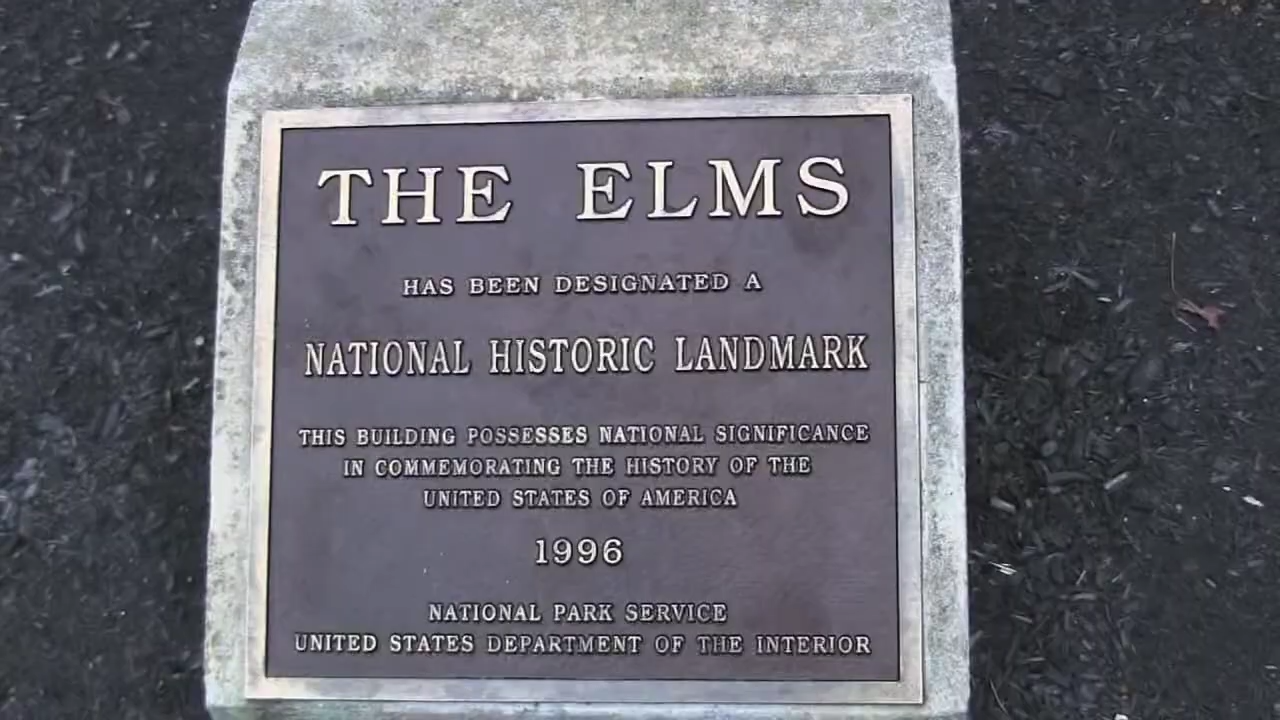 THE ELMS
HAS BEEN DESIGNATED A
NATIONAL HISTORIC LANDMARK
THIS BUILDING POSSESSES NATIONAL SIGNIFICANCE
IN COMMEMORATING THE HISTORY OF THE
UNITED STATES OF AMERICA
1996
NATIONAL PARK SERVICE
UNITED STATES DEPARTMENT OF THE INTERIOR